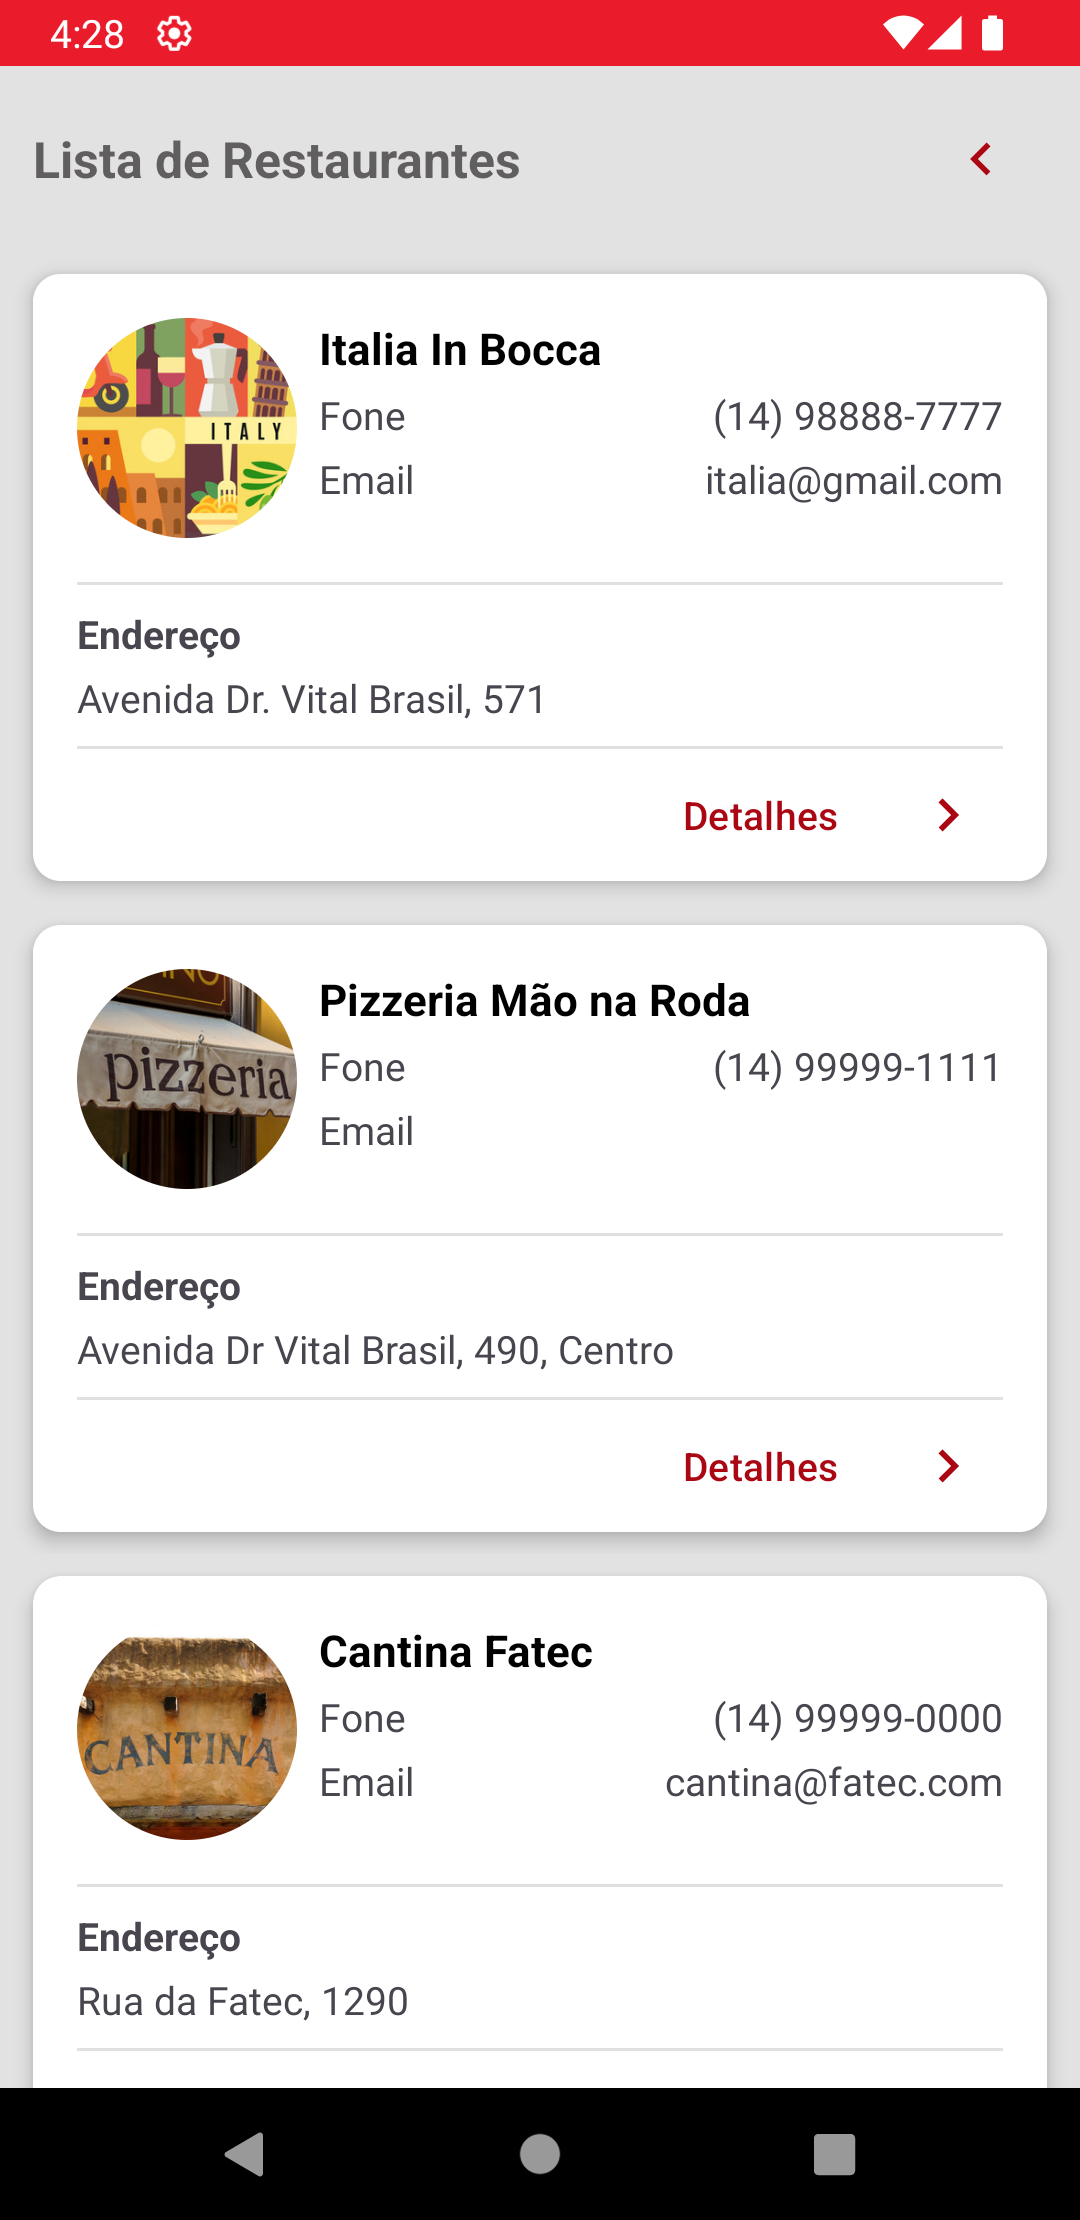 4:28
Lista de Restaurantes
Italia In Bocca
Fone (14) 98888-7777
Email italia@gmail.com
ITALY
Endereço
Avenida Dr. Vital Brasil, 571
Detalhes
Pizzeria Mão na Roda
Fone (14) 99999-1111
pizzeria
Email
Endereço
Avenida Dr Vital Brasil, 490, Centro
Detalhes
Cantina Fatec
Fone (14) 99999-0000
CANTINA
Email cantina@fatec.com
Endereço
Rua da Fatec, 1290